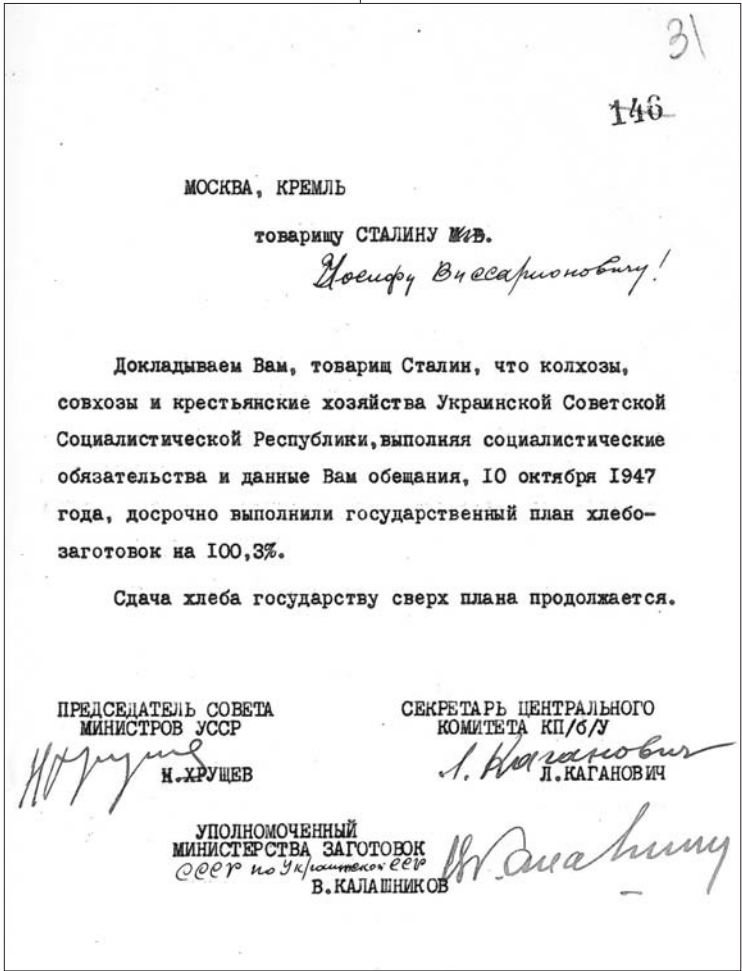 31
146
МОСКВА, КРЕМЛЬ
товарищу СТАЛИНУ И.В.
Иосифу Виссарионовичу!
Докладываем Вам, товарищ Сталин, что колхозы,
совхозы и крестьянские хозяйства Украинской Советской
Социалистической Республики, выполняя социалистические
обязательства и данные Вам обещания, 10 октября 1947
года, досрочно выполнили государственный план хлебо-
заготовок на 100,3%.
Сдача хлеба государству сверх плана продолжается.
ПРЕДСЕДАТЕЛЬ СОВЕТА
МИНИСТРОВ УССР
Н.ХРУЩЕВ
СЕКРЕТАРЬ ЦЕНТРАЛЬНОГО
КОМИТЕТА КП/б/У
Л. Каганович
Л.КАГАНОВИЧ
УПОЛНОМОЧЕННЫЙ
МИНИСТЕРСТВА ЗАГОТОВОК
СССР по Украинской ССР
В.КАЛАШНИКОВ